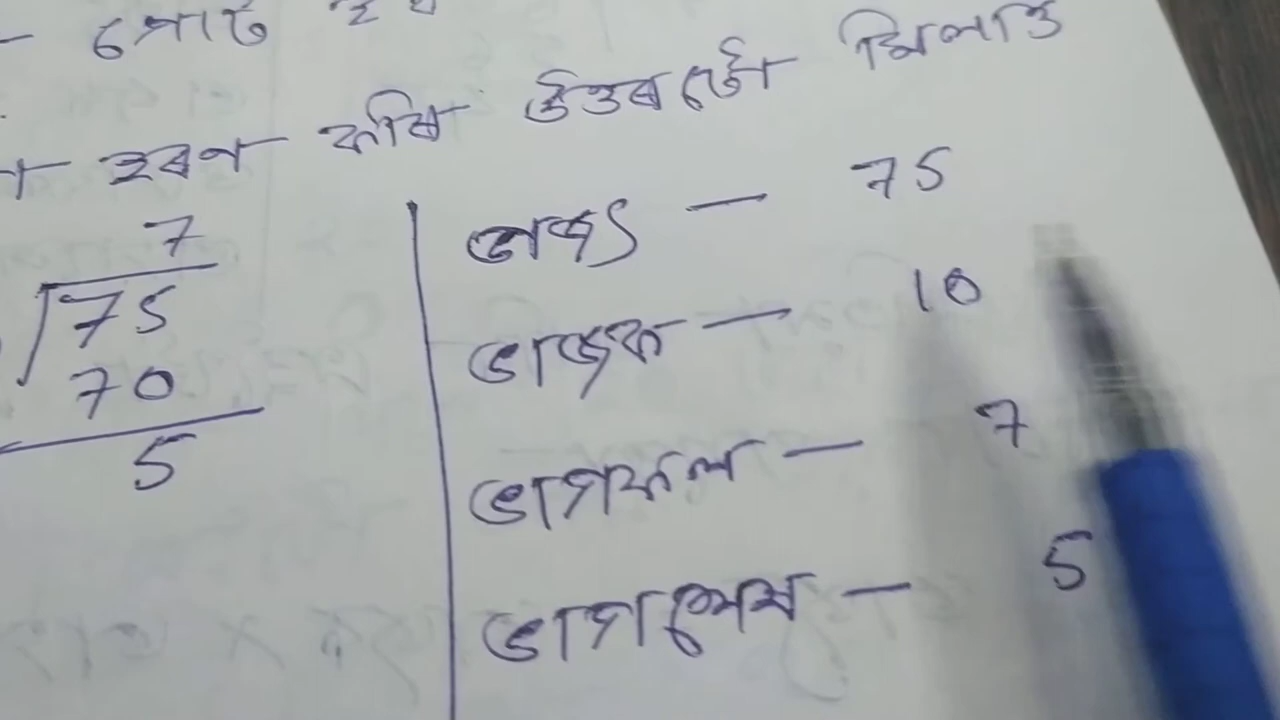 হৰণ কৰি উত্তৰটো মিলাও
7
75
70
5
ভাজ্য — 75
ভাজক — 10
ভাগফল — 7
ভাগশেষ — 5